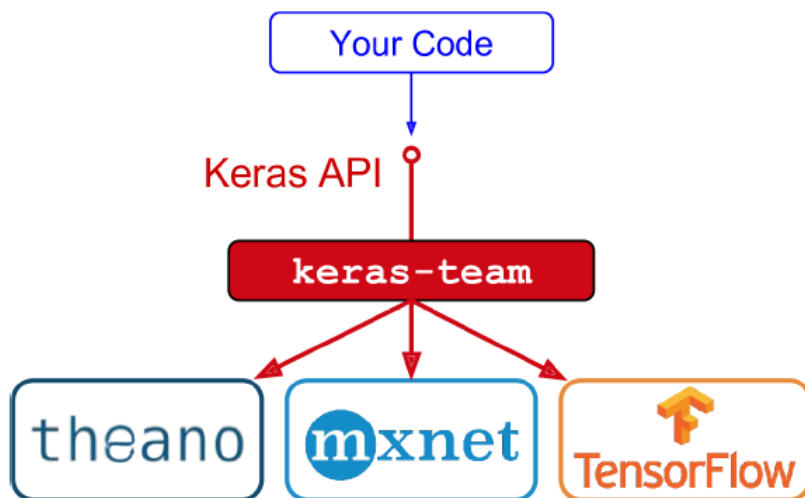 Your Code
Keras API
keras-team
theano
mxnet
TensorFlow